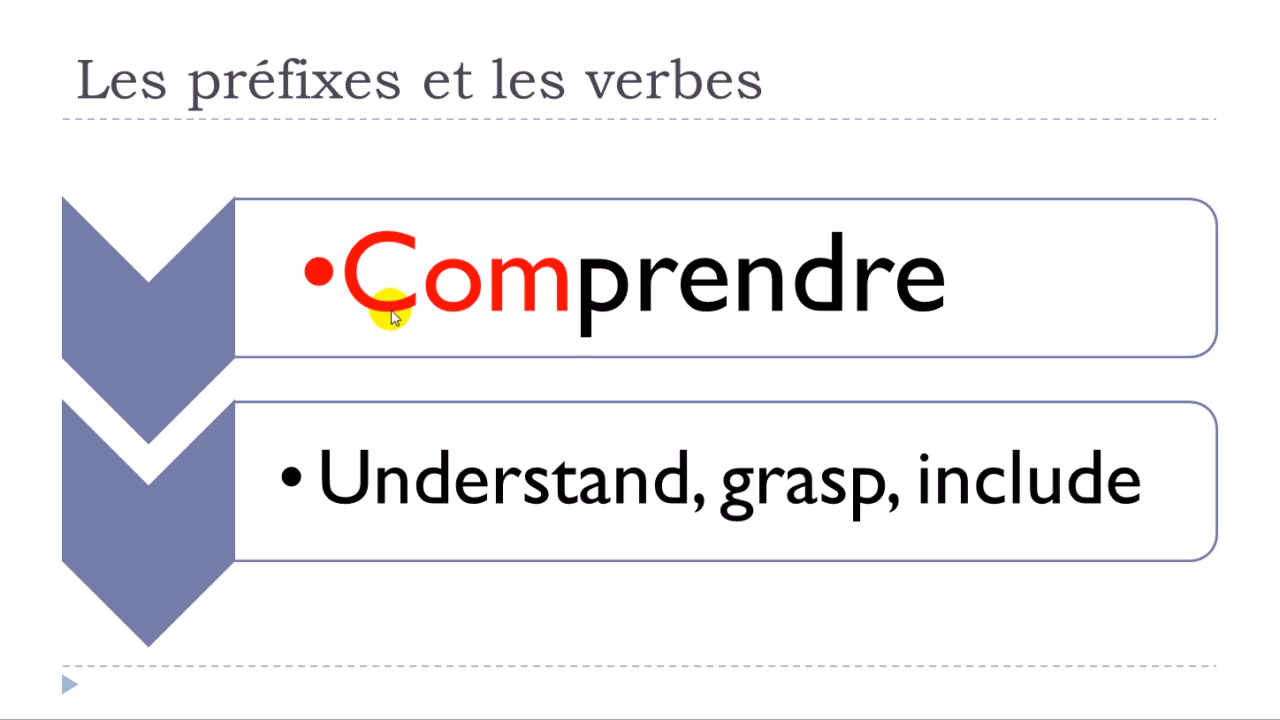 Les préfixes et les verbes
•Comprendre
•Understand, grasp, include